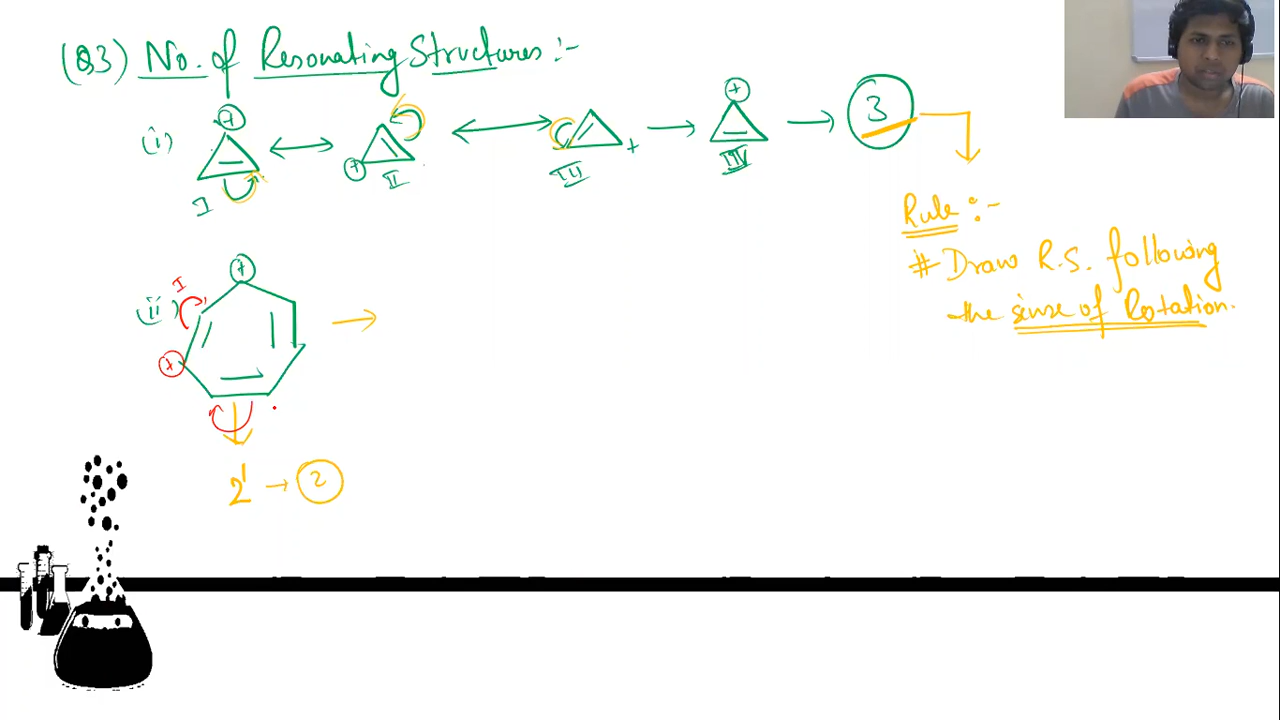 (Q3) No. of Resonating Structures :-
(i) + + + + 3
I II III IV
Rule :-
# Draw R.S. following
the sense of Rotation.
(ii) I +
+
2' → 2